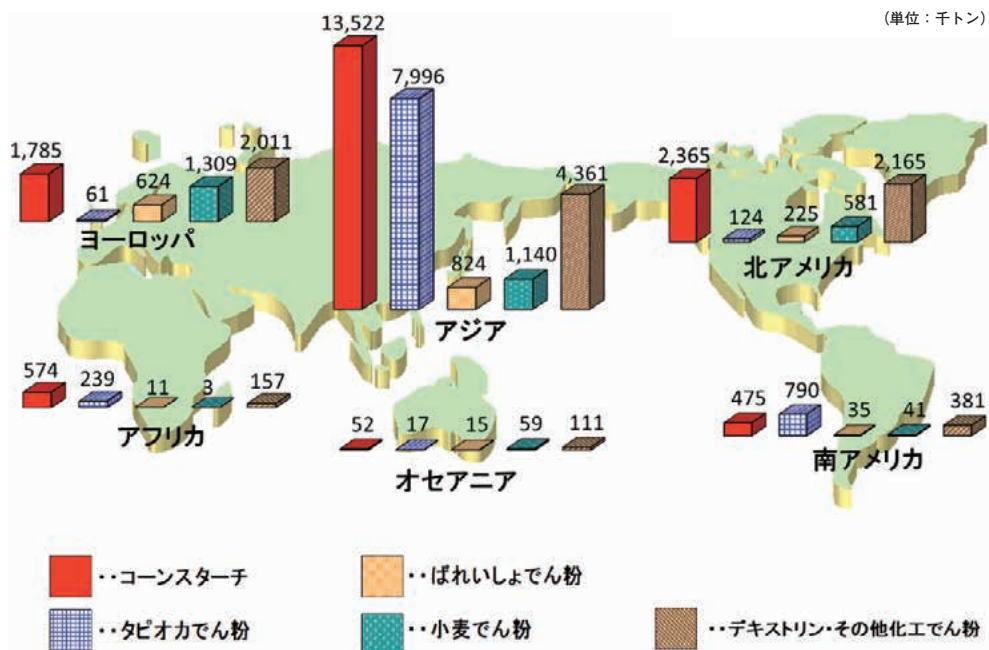 (単位：千トン)
13,522
7,996
1,785
61
624
1,309
2,011
ヨーロッパ
824
1,140
4,361
アジア
2,365
124
225
581
2,165
北アメリカ
574
239
11
3
157
アフリカ
52
17
15
59
111
オセアニア
475
790
35
41
381
南アメリカ
‥コーンスターチ
‥ばれいしょでん粉
‥タピオカでん粉
‥小麦でん粉
‥デキストリン・その他化工でん粉